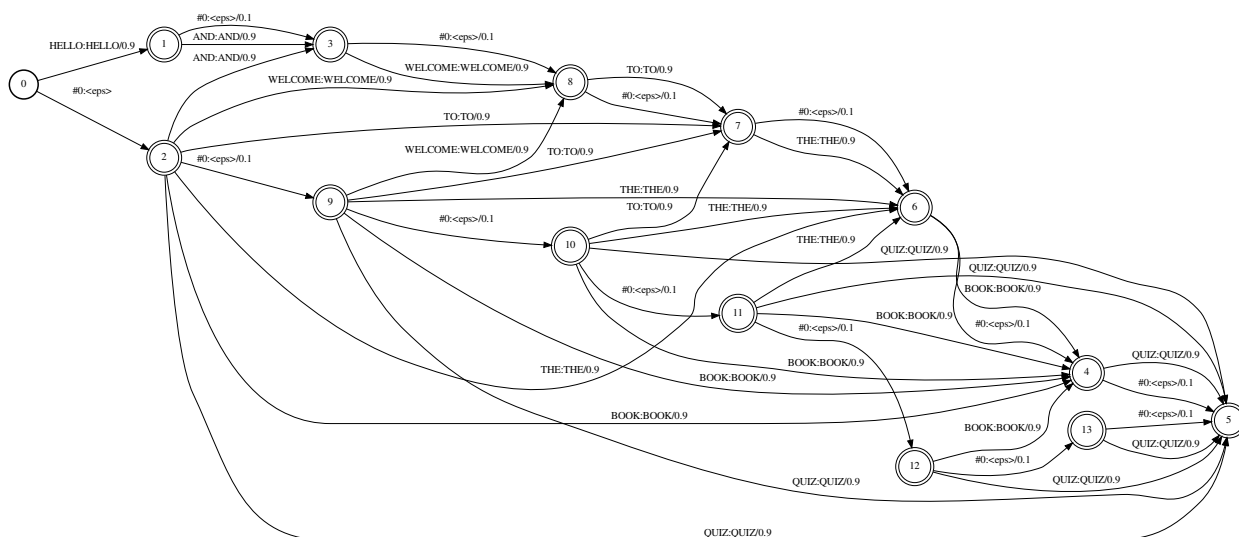 #0:<eps>/0.1
HELLO:HELLO/0.9
AND:AND/0.9
1
3
#0:<eps>/0.1
AND:AND/0.9
0
#0:<eps>
WELCOME:WELCOME/0.9
WELCOME:WELCOME/0.9
8
TO:TO/0.9
#0:<eps>/0.1
TO:TO/0.9
7
#0:<eps>/0.1
THE:THE/0.9
2
#0:<eps>/0.1
WELCOME:WELCOME/0.9
TO:TO/0.9
9
THE:THE/0.9
#0:<eps>/0.1
TO:TO/0.9
THE:THE/0.9
6
10
THE:THE/0.9
QUIZ:QUIZ/0.9
#0:<eps>/0.1
QUIZ:QUIZ/0.9
BOOK:BOOK/0.9
11
BOOK:BOOK/0.9
#0:<eps>/0.1
#0:<eps>/0.1
THE:THE/0.9
BOOK:BOOK/0.9
BOOK:BOOK/0.9
4
QUIZ:QUIZ/0.9
#0:<eps>/0.1
BOOK:BOOK/0.9
BOOK:BOOK/0.9
13
#0:<eps>/0.1
5
12
#0:<eps>/0.1
QUIZ:QUIZ/0.9
QUIZ:QUIZ/0.9
QUIZ:QUIZ/0.9
QUIZ:QUIZ/0.9